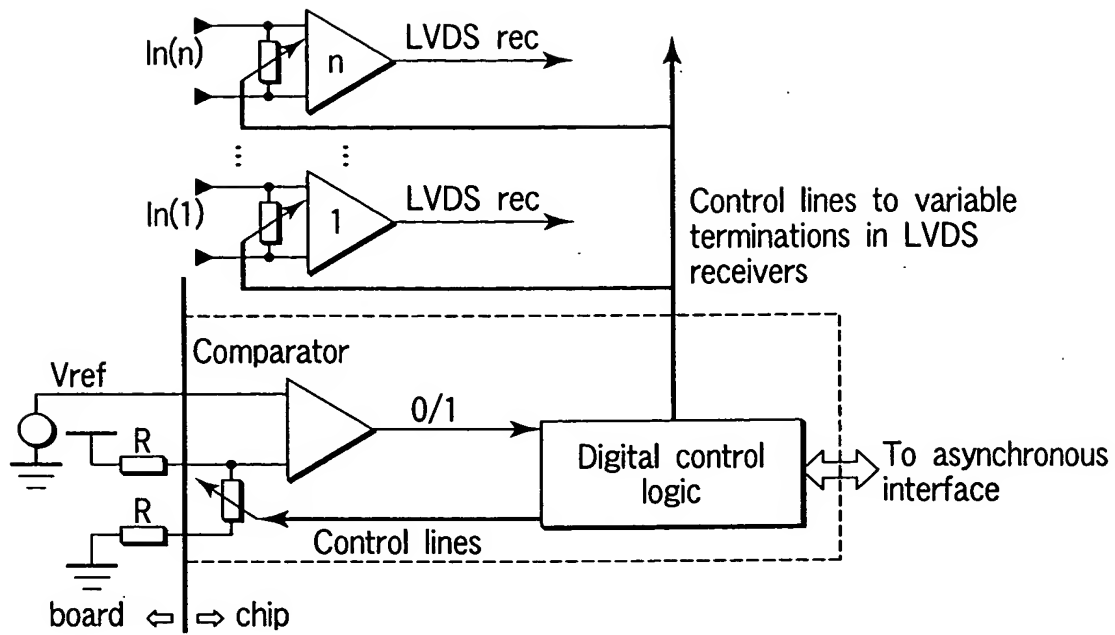 In(n)
n
LVDS rec
In(1)
1
LVDS rec
Control lines to variable
terminations in LVDS
receivers
Comparator
Vref
0/1
R
R
Digital control
logic
To asynchronous
interface
Control lines
board
chip